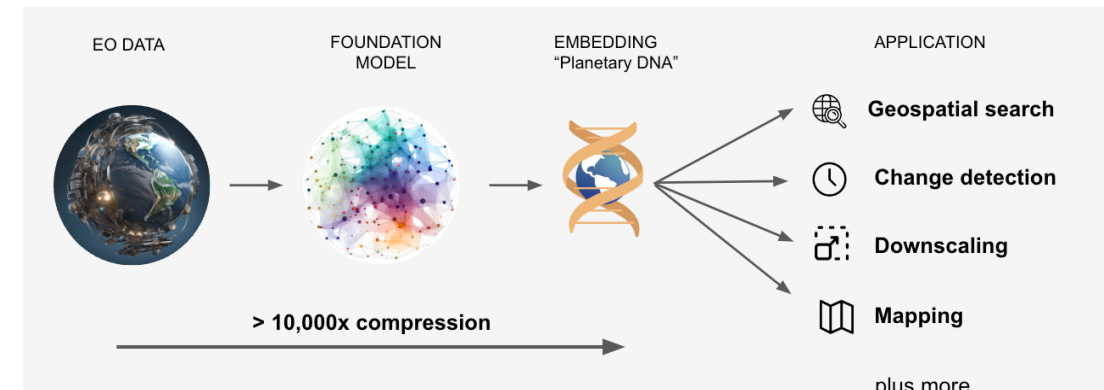 EO DATA
FOUNDATION
MODEL
EMBEDDING
“Planetary DNA”
APPLICATION
Geospatial search
Change detection
Downscaling
Mapping
plus more
> 10,000x compression